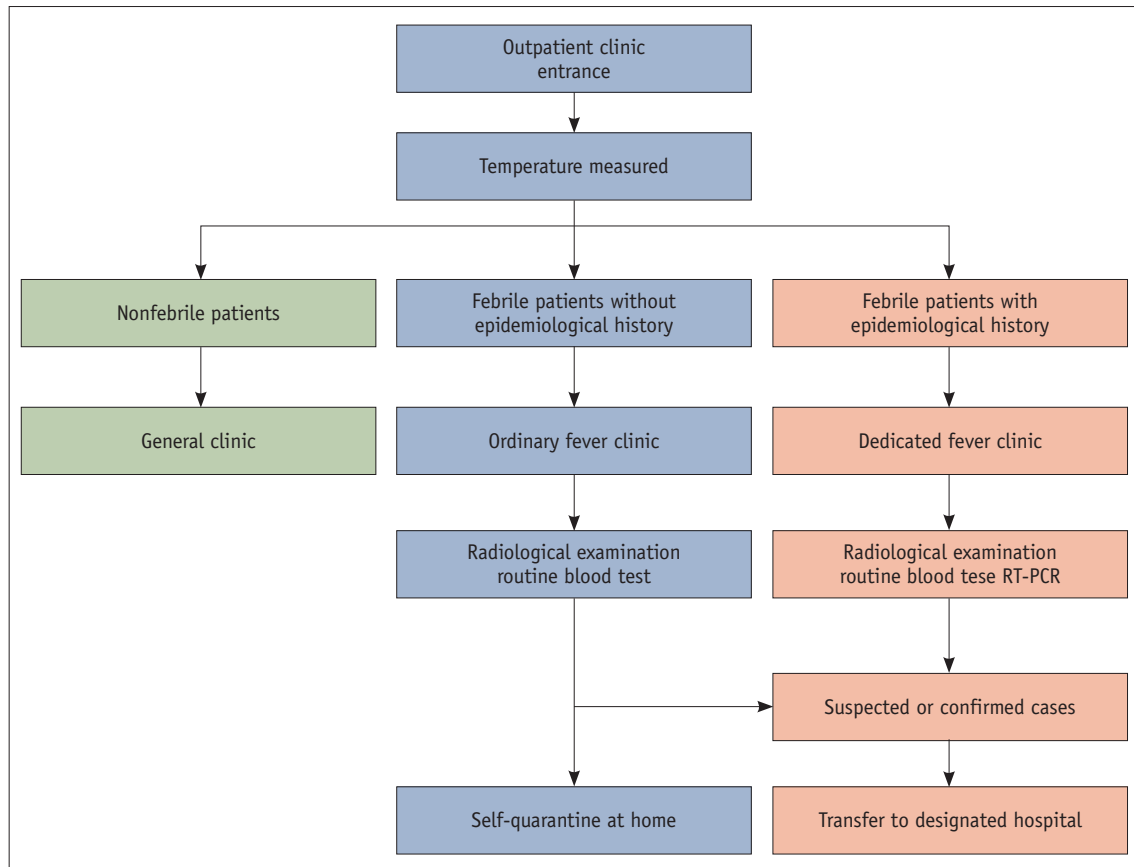 Outpatient clinic
entrance
Temperature measured
Nonfebrile patients
Febrile patients without
epidemiological history
Febrile patients with
epidemiological history
General clinic
Ordinary fever clinic
Dedicated fever clinic
Radiological examination
routine blood test
Radiological examination
routine blood tese RT-PCR
Suspected or confirmed cases
Self-quarantine at home
Transfer to designated hospital